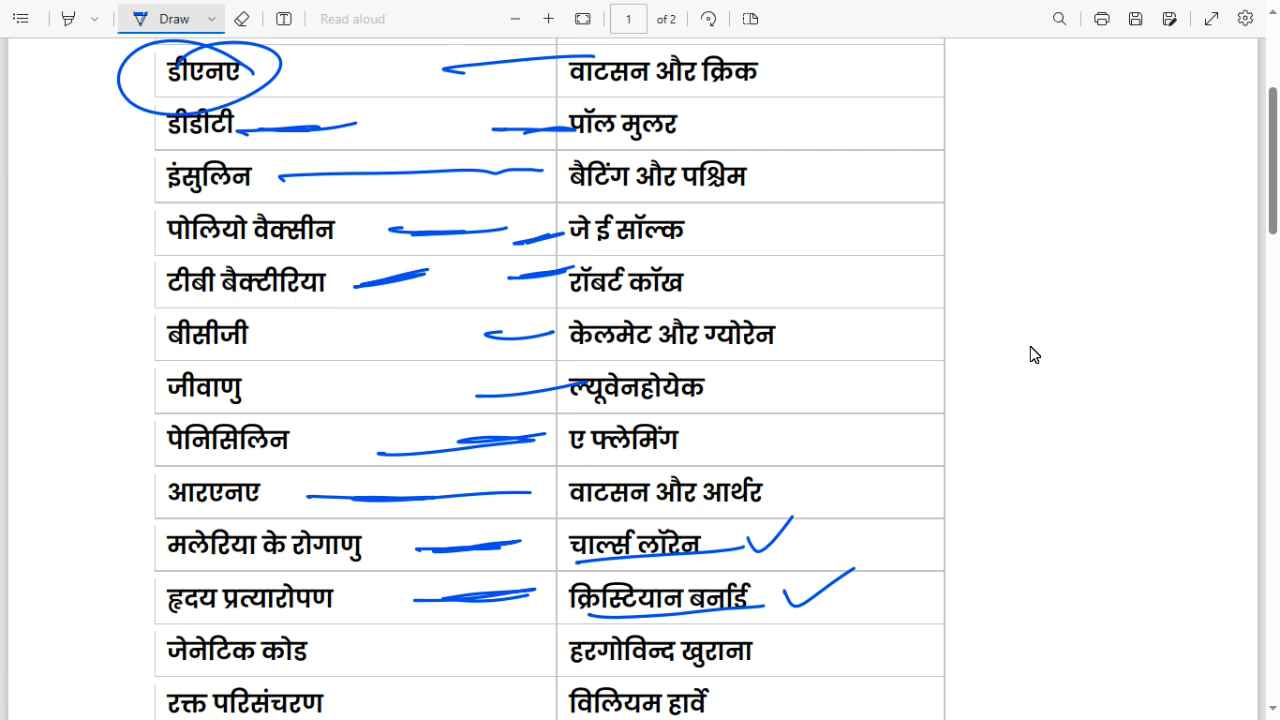 Draw
Read aloud
1 of 2
डीएनए वाटसन और क्रिक
डीडीटी पॉल मुलर
इंसुलिन बैटिंग और पश्चिम
पोलियो वैक्सीन जे ई सॉल्क
टीबी बैक्टीरिया रॉबर्ट कॉख
बीसीजी केलमेट और ग्योरेन
जीवाणु ल्यूवेनहोयेक
पेनिसिलिन ए फ्लेमिंग
आरएनए वाटसन और आर्थर
मलेरिया के रोगाणु चार्ल्स लॉरेन
हृदय प्रत्यारोपण क्रिस्टियान बर्नार्ड
जेनेटिक कोड हरगोविन्द खुराना
रक्त परिसंचरण विलियम हार्वे